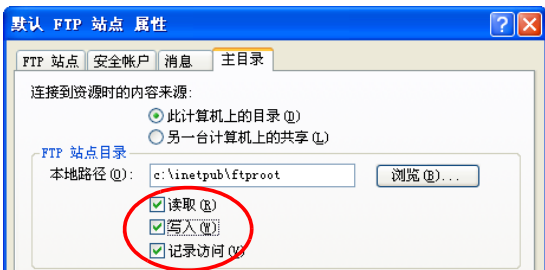 默认 FTP 站点 属性
FTP 站点 安全帐户 消息 主目录
连接到资源时的内容来源:
此计算机上的目录(D)
另一台计算机上的共享(L)
FTP 站点目录
本地路径(O): c:\inetpub\ftproot 浏览(B)...
读取(R)
写入(W)
记录访问(V)